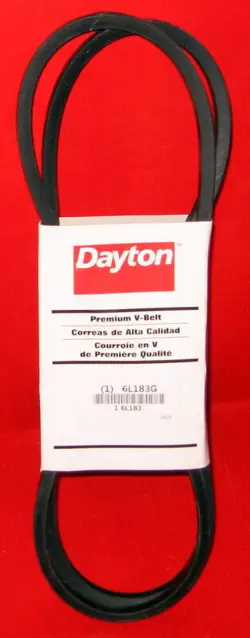 Dayton
Premium V-Belt
Correas de Alta Calidad
Courroie en V
de Première Qualité
(1) 6L183G
1 6L183